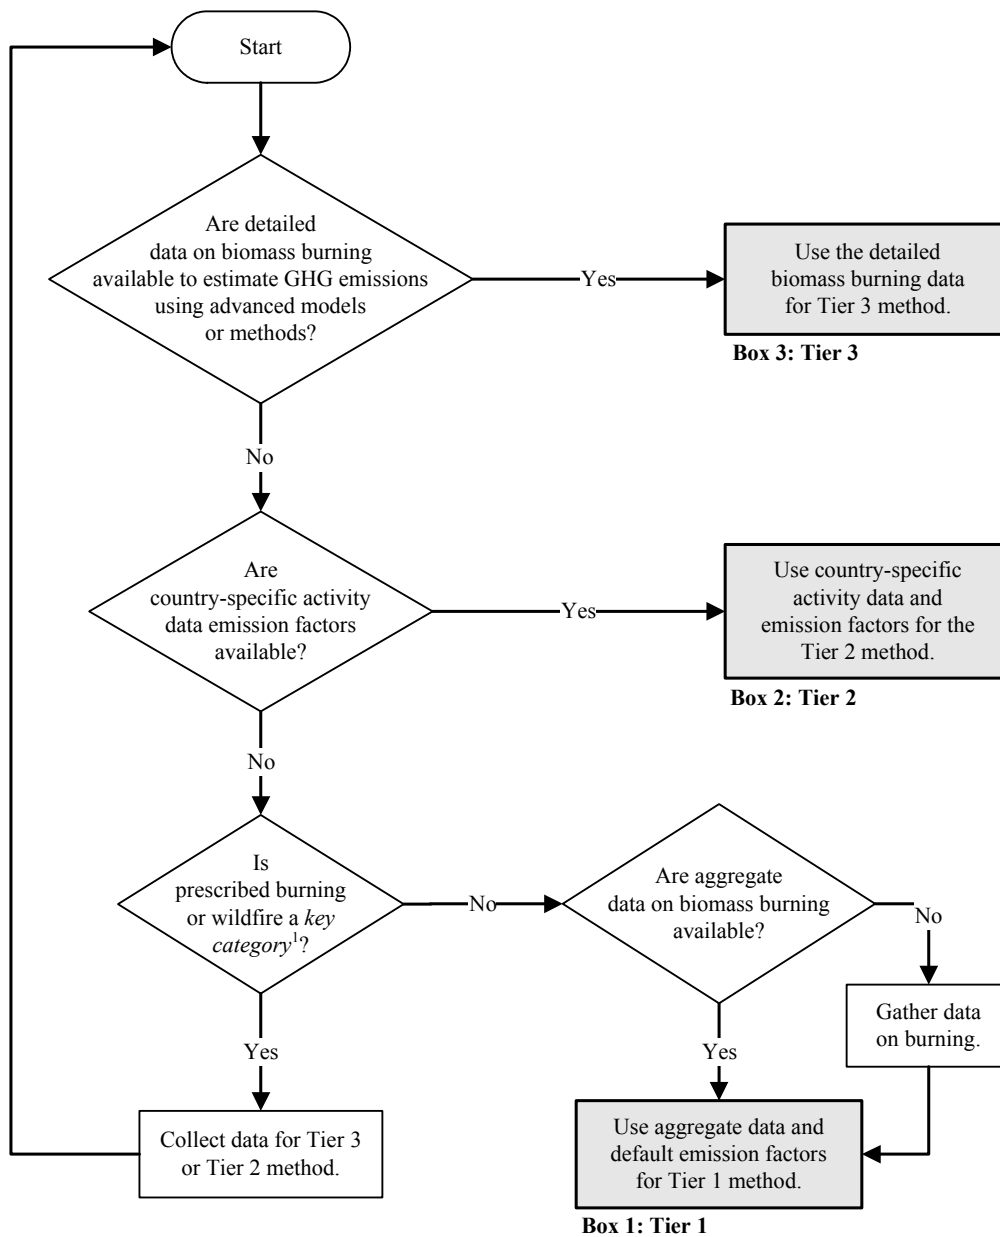 Start
Are detailed
data on biomass burning
available to estimate GHG emissions
using advanced models
or methods?
Yes
Use the detailed
biomass burning data
for Tier 3 method.
Box 3: Tier 3
No
Are
country-specific activity
data emission factors
available?
Yes
Use country-specific
activity data and
emission factors for the
Tier 2 method.
Box 2: Tier 2
No
Is
prescribed burning
or wildfire a key
category¹?
No
Are aggregate
data on biomass burning
available?
No
Gather data
on burning.
Yes
Yes
Collect data for Tier 3
or Tier 2 method.
Use aggregate data and
default emission factors
for Tier 1 method.
Box 1: Tier 1